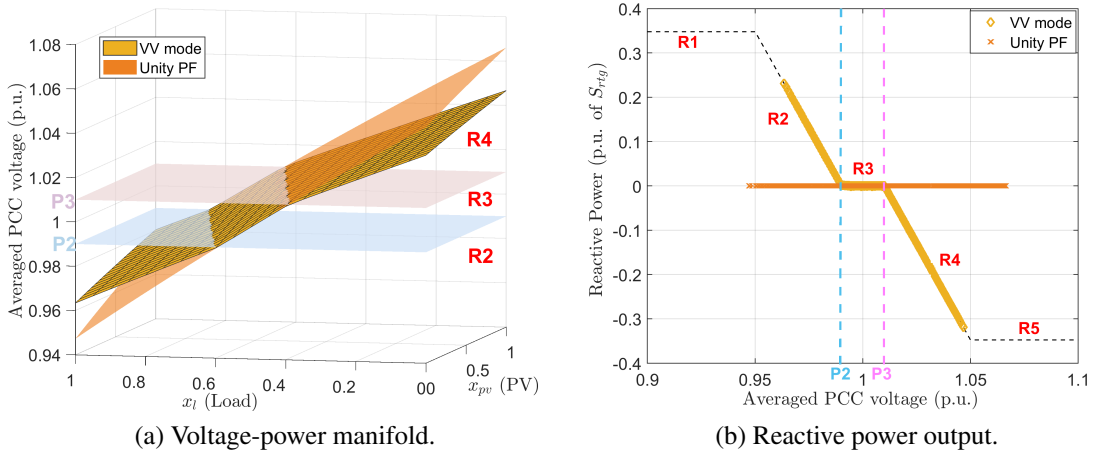 1.08
1.06
1.04
1.02
1
0.98
0.96
0.94
Averaged PCC voltage (p.u.)
VV mode
Unity PF
P3
P2
R4
R3
R2
1
0.8
0.6
0.4
0.2
0
0
0.5
1
x_l (Load)
x_{pv} (PV)
(a) Voltage-power manifold.
0.4
0.3
0.2
0.1
0
-0.1
-0.2
-0.3
-0.4
Reactive Power (p.u. of S_{rtg})
VV mode
Unity PF
R1
R2
R3
R4
R5
0.9
0.95
1
1.05
1.1
P2
P3
Averaged PCC voltage (p.u.)
(b) Reactive power output.